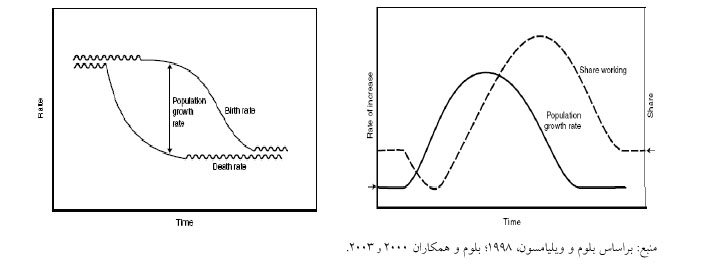 Rate
Population
growth
rate
Birth rate
Death rate
Time
Rate of increase
Share working
Population
growth rate
Share
Time
منبع: براساس بلوم و ویلیامسون، ۱۹۹۸؛ بلوم و همکاران ۲۰۰۰ و ۲۰۰۳.